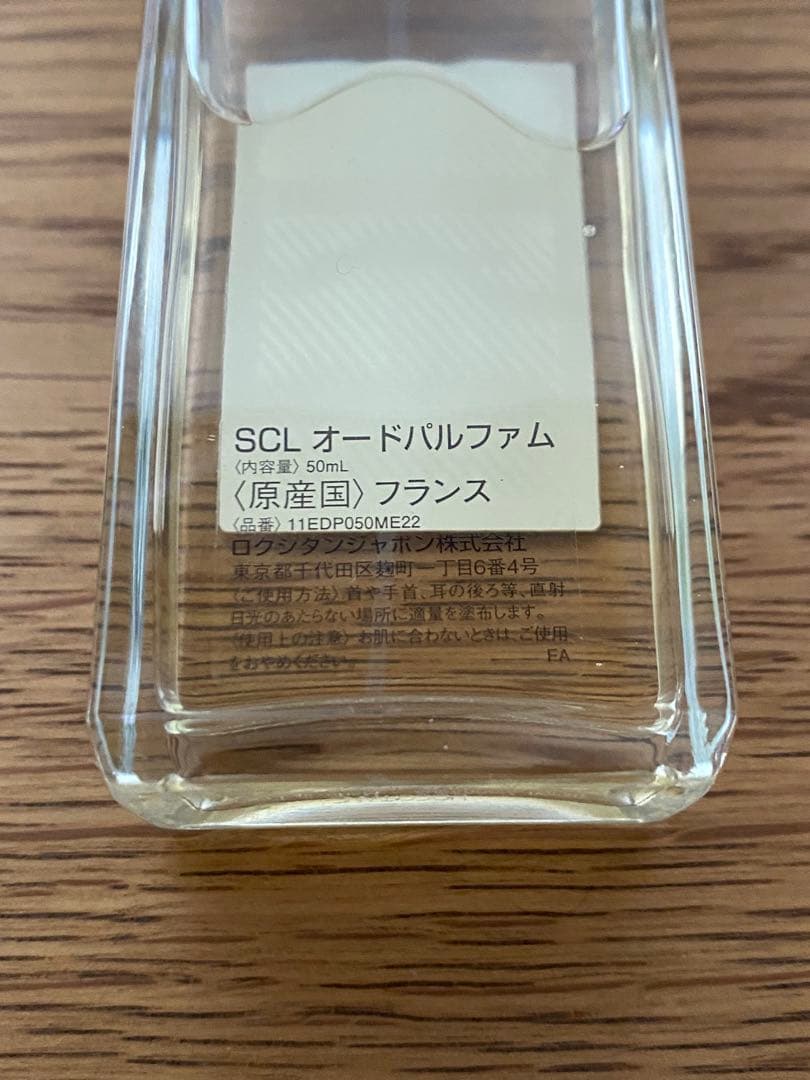 SCL オードパルファム
〈内容量〉 50mL
〈原産国〉フランス
〈品番〉 11EDP050ME22
ロクシタンジャポン株式会社
東京都千代田区麹町一丁目6番4号
〈ご使用方法〉首や手首、耳の後ろ等、直射
日光のあたらない場所に適量を塗布します。
〈使用上の注意〉お肌に合わないときは、ご使用
をおやめください。
FA